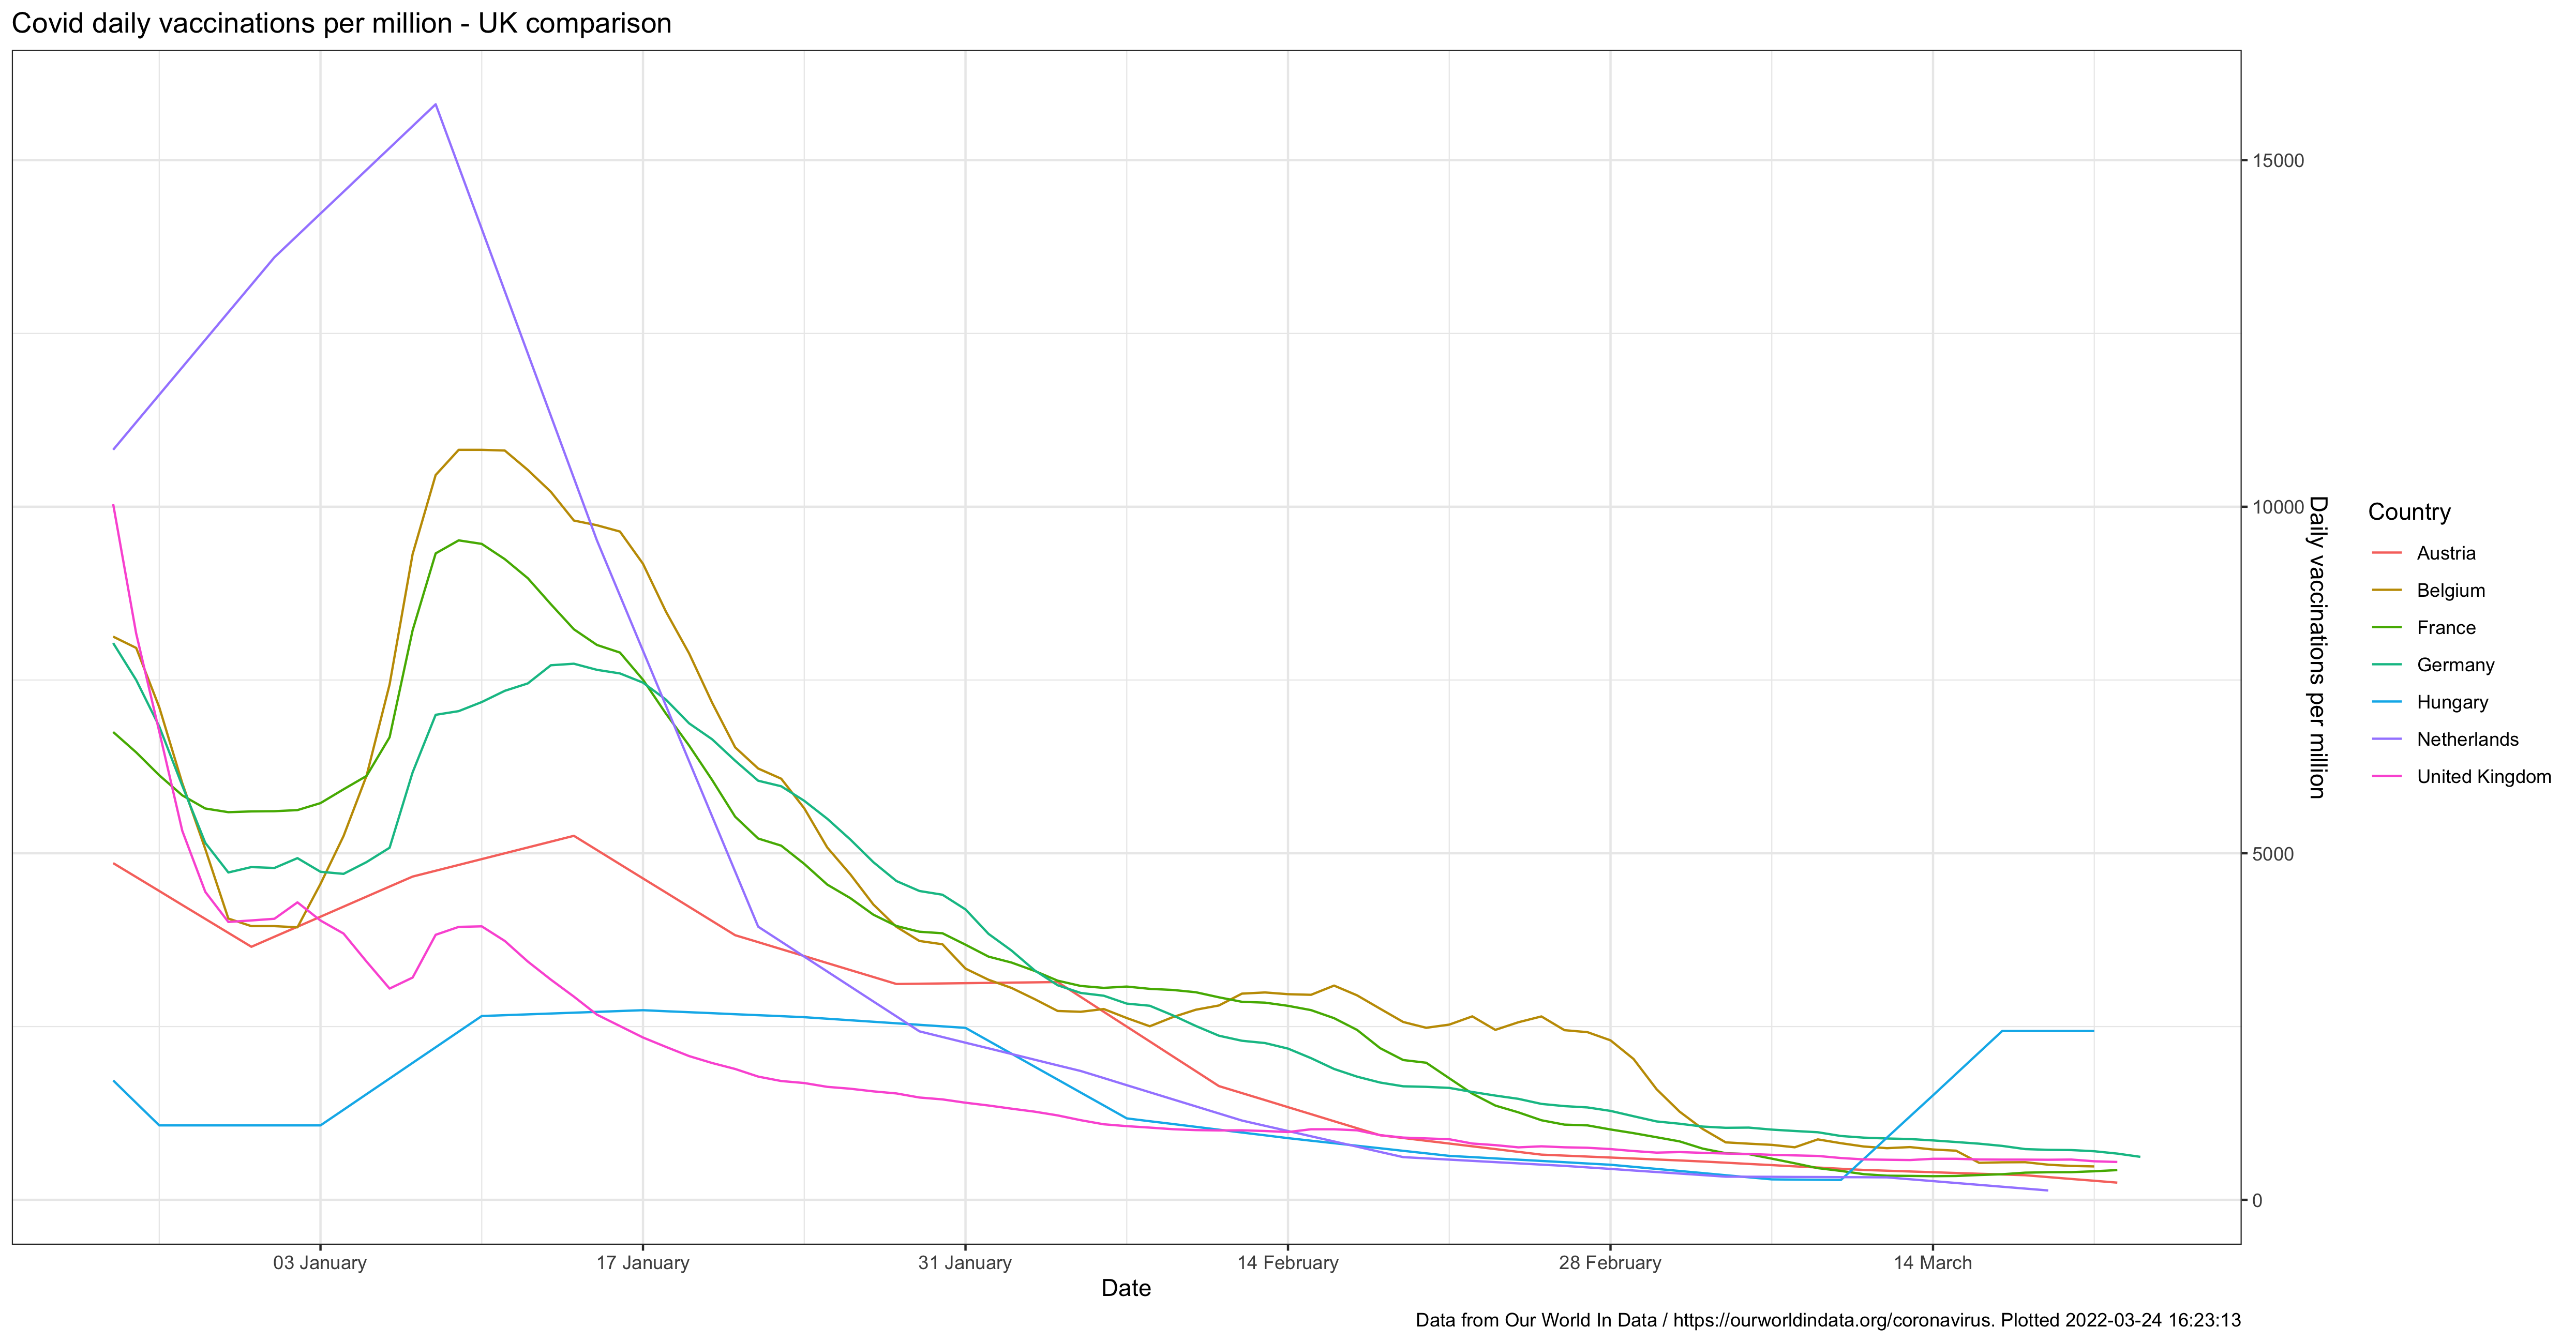 Covid daily vaccinations per million - UK comparison
15000
10000
5000
0
Daily vaccinations per million
Country
Austria
Belgium
France
Germany
Hungary
Netherlands
United Kingdom
03 January
17 January
31 January
14 February
28 February
14 March
Date
Data from Our World In Data / https://ourworldindata.org/coronavirus. Plotted 2022-03-24 16:23:13